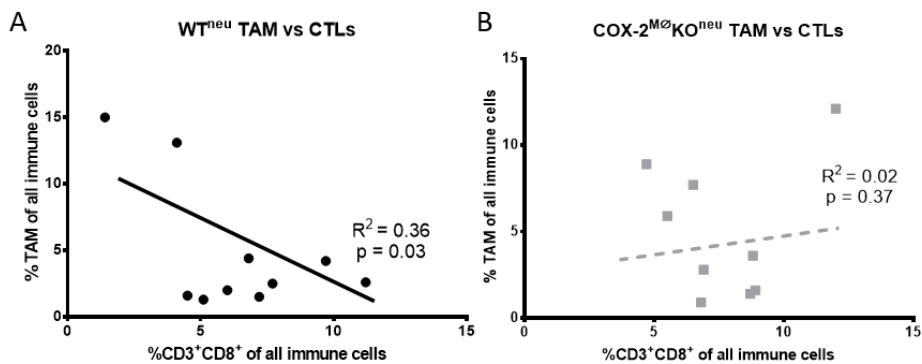 A
WTⁿᵉᵘ TAM vs CTLs
% TAM of all immune cells
20
15
10
5
0
R² = 0.36
p = 0.03
0
5
10
15
%CD3⁺CD8⁺ of all immune cells
B
COX-2ᴹØKOⁿᵉᵘ TAM vs CTLs
% TAM of all immune cells
15
10
5
0
R² = 0.02
p = 0.37
0
5
10
15
%CD3⁺CD8⁺ of all immune cells